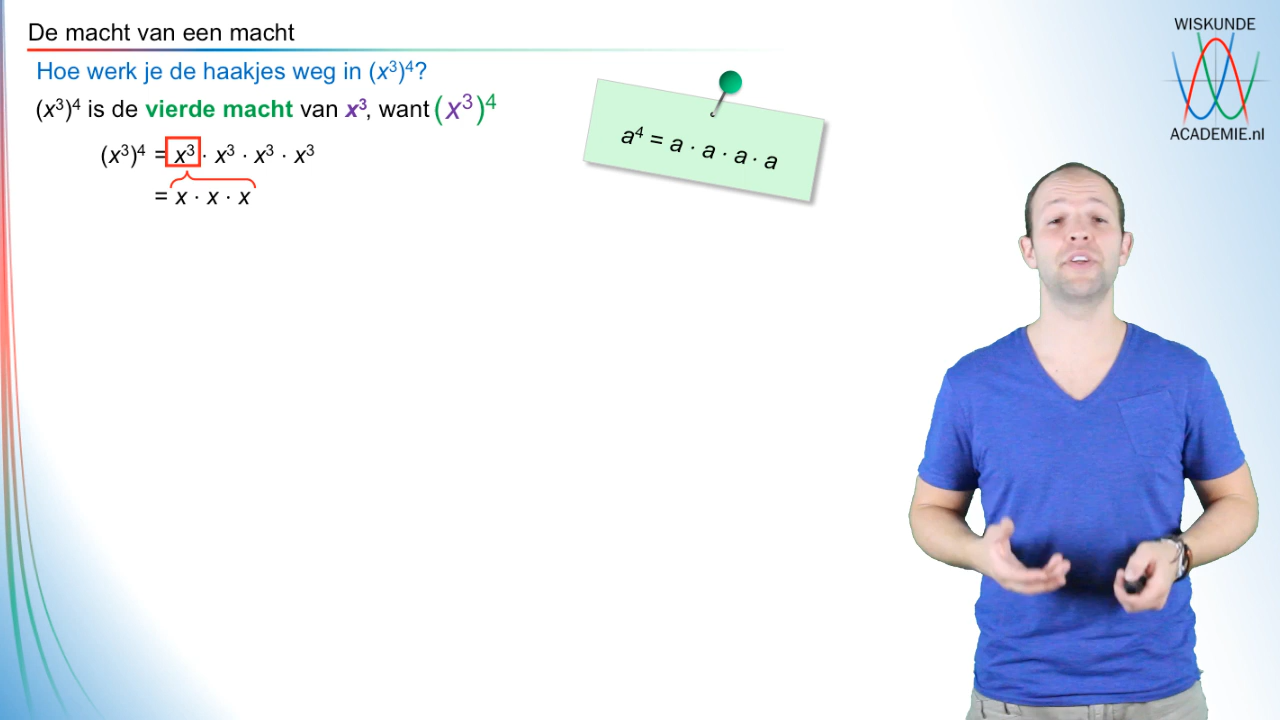 De macht van een macht
Hoe werk je de haakjes weg in (x³)⁴?
(x³)⁴ is de vierde macht van x³, want (x³)⁴
(x³)⁴ = x³ · x³ · x³ · x³
= x · x · x
a⁴ = a · a · a · a
WISKUNDE
ACADEMIE.nl